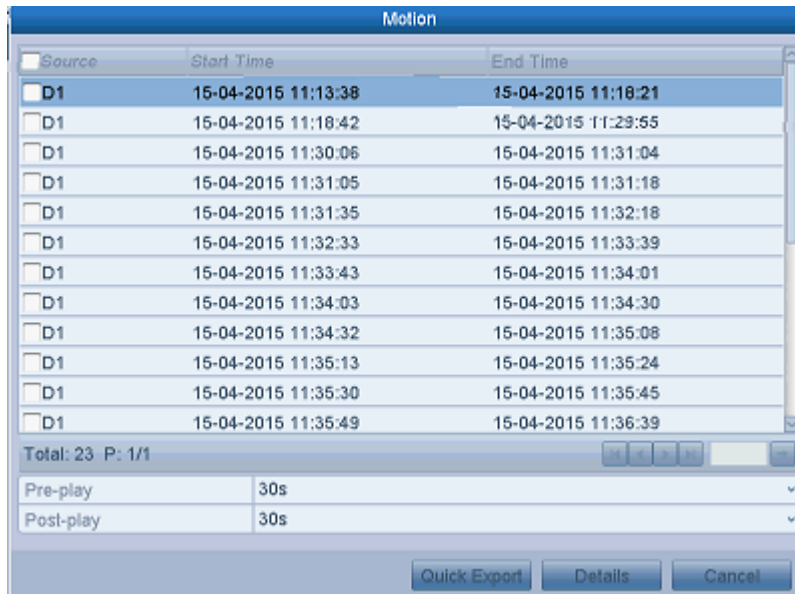 Motion
Source Start Time End Time
D1 15-04-2015 11:13:38 15-04-2015 11:18:21
D1 15-04-2015 11:18:42 15-04-2015 11:29:55
D1 15-04-2015 11:30:06 15-04-2015 11:31:04
D1 15-04-2015 11:31:05 15-04-2015 11:31:18
D1 15-04-2015 11:31:35 15-04-2015 11:32:18
D1 15-04-2015 11:32:33 15-04-2015 11:33:39
D1 15-04-2015 11:33:43 15-04-2015 11:34:01
D1 15-04-2015 11:34:03 15-04-2015 11:34:30
D1 15-04-2015 11:34:32 15-04-2015 11:35:08
D1 15-04-2015 11:35:13 15-04-2015 11:35:24
D1 15-04-2015 11:35:30 15-04-2015 11:35:45
D1 15-04-2015 11:35:49 15-04-2015 11:36:39
Total: 23 P: 1/1
Pre-play 30s
Post-play 30s
Quick Export Details Cancel